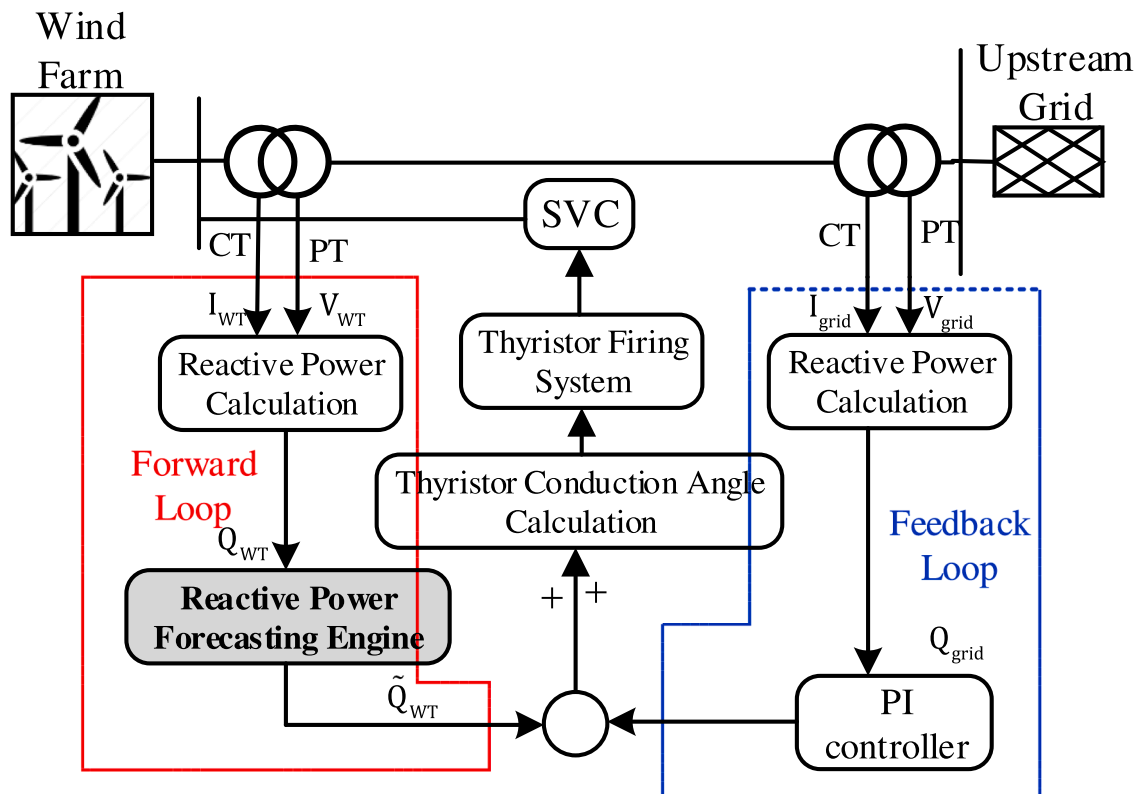 Wind
Farm
Upstream
Grid
SVC
CT
PT
CT
PT
I_WT
V_WT
I_grid
V_grid
Reactive Power
Calculation
Thyristor Firing
System
Reactive Power
Calculation
Forward
Loop
Thyristor Conduction Angle
Calculation
Feedback
Loop
Q_WT
Reactive Power
Forecasting Engine
+ +
Q_grid
Q̃_WT
PI
controller